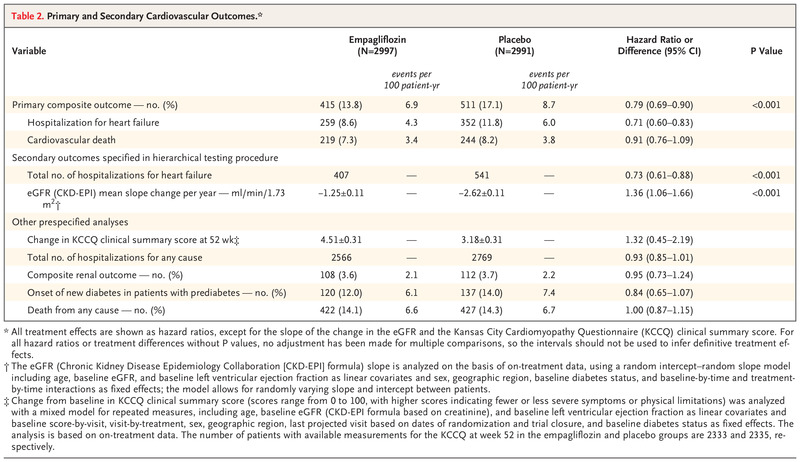 Table 2. Primary and Secondary Cardiovascular Outcomes.*
Variable Empagliflozin (N=2997) Placebo (N=2991) Hazard Ratio or Difference (95% CI) P Value
events per 100 patient-yr events per 100 patient-yr
Primary composite outcome — no. (%) 415 (13.8) 6.9 511 (17.1) 8.7 0.79 (0.69–0.90) <0.001
Hospitalization for heart failure 259 (8.6) 4.3 352 (11.8) 6.0 0.71 (0.60–0.83)
Cardiovascular death 219 (7.3) 3.4 244 (8.2) 3.8 0.91 (0.76–1.09)
Secondary outcomes specified in hierarchical testing procedure
Total no. of hospitalizations for heart failure 407 — 541 — 0.73 (0.61–0.88) <0.001
eGFR (CKD-EPI) mean slope change per year — ml/min/1.73 −1.25±0.11 — −2.62±0.11 — 1.36 (1.06–1.66) <0.001
m²†
Other prespecified analyses
Change in KCCQ clinical summary score at 52 wk‡ 4.51±0.31 — 3.18±0.31 — 1.32 (0.45–2.19)
Total no. of hospitalizations for any cause 2566 — 2769 — 0.93 (0.85–1.01)
Composite renal outcome — no. (%) 108 (3.6) 2.1 112 (3.7) 2.2 0.95 (0.73–1.24)
Onset of new diabetes in patients with prediabetes — no. (%) 120 (12.0) 6.1 137 (14.0) 7.4 0.84 (0.65–1.07)
Death from any cause — no. (%) 422 (14.1) 6.6 427 (14.3) 6.7 1.00 (0.87–1.15)
* All treatment effects are shown as hazard ratios, except for the slope of the change in the eGFR and the Kansas City Cardiomyopathy Questionnaire (KCCQ) clinical summary score. For
all hazard ratios or treatment differences without P values, no adjustment has been made for multiple comparisons, so the intervals should not be used to infer definitive treatment ef-
fects.
† The eGFR (Chronic Kidney Disease Epidemiology Collaboration [CKD-EPI] formula) slope is analyzed on the basis of on-treatment data, using a random intercept–random slope model
including age, baseline eGFR, and baseline left ventricular ejection fraction as linear covariates and sex, geographic region, baseline diabetes status, and baseline-by-time and treatment-
by-time interactions as fixed effects; the model allows for randomly varying slope and intercept between patients.
‡ Change from baseline in KCCQ clinical summary score (scores range from 0 to 100, with higher scores indicating fewer or less severe symptoms or physical limitations) was analyzed
with a mixed model for repeated measures, including age, baseline eGFR (CKD-EPI formula based on creatinine), and baseline left ventricular ejection fraction as linear covariates and
baseline score-by-visit, visit-by-treatment, sex, geographic region, last projected visit based on dates of randomization and trial closure, and baseline diabetes status as fixed effects. The
analysis is based on on-treatment data. The number of patients with available measurements for the KCCQ at week 52 in the empagliflozin and placebo groups are 2333 and 2335, re-
spectively.